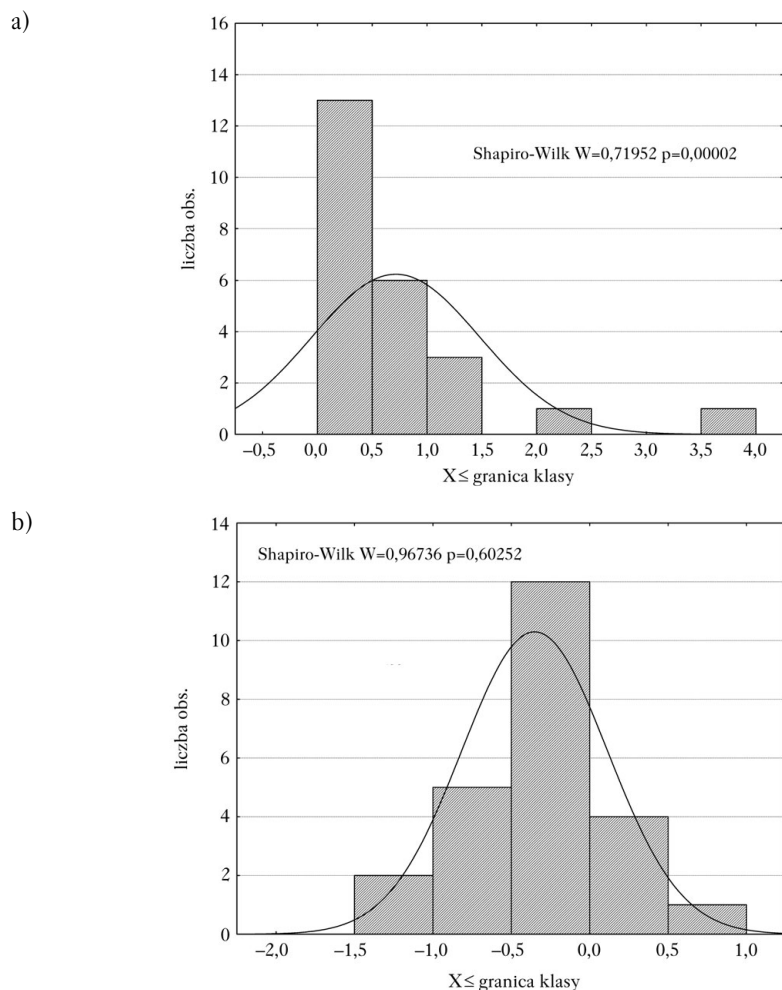 a)
16
14
12
10
8
6
4
2
0
liczba obs.
Shapiro-Wilk W=0,71952 p=0,00002
–0,5 0,0 0,5 1,0 1,5 2,0 2,5 3,0 3,5 4,0
X≤ granica klasy
b)
14
12
10
8
6
4
2
0
liczba obs.
Shapiro-Wilk W=0,96736 p=0,60252
–2,0 –1,5 –1,0 –0,5 0,0 0,5 1,0
X≤ granica klasy